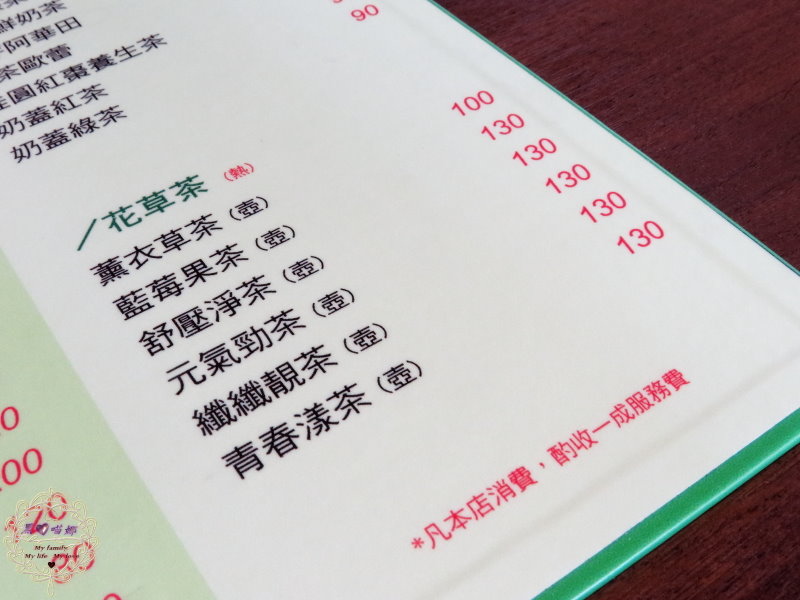 鮮奶茶
阿華田
茶歐蕾
桂圓紅棗養生茶
奶蓋紅茶
奶蓋綠茶
90
/花草茶 (熱)
薰衣草茶 (壺) 100
藍莓果茶 (壺) 130
舒壓淨茶 (壺) 130
元氣勁茶 (壺) 130
纖纖靚茶 (壺) 130
青春漾茶 (壺) 130
*凡本店消費，酌收一成服務費
70
My family
My life My love